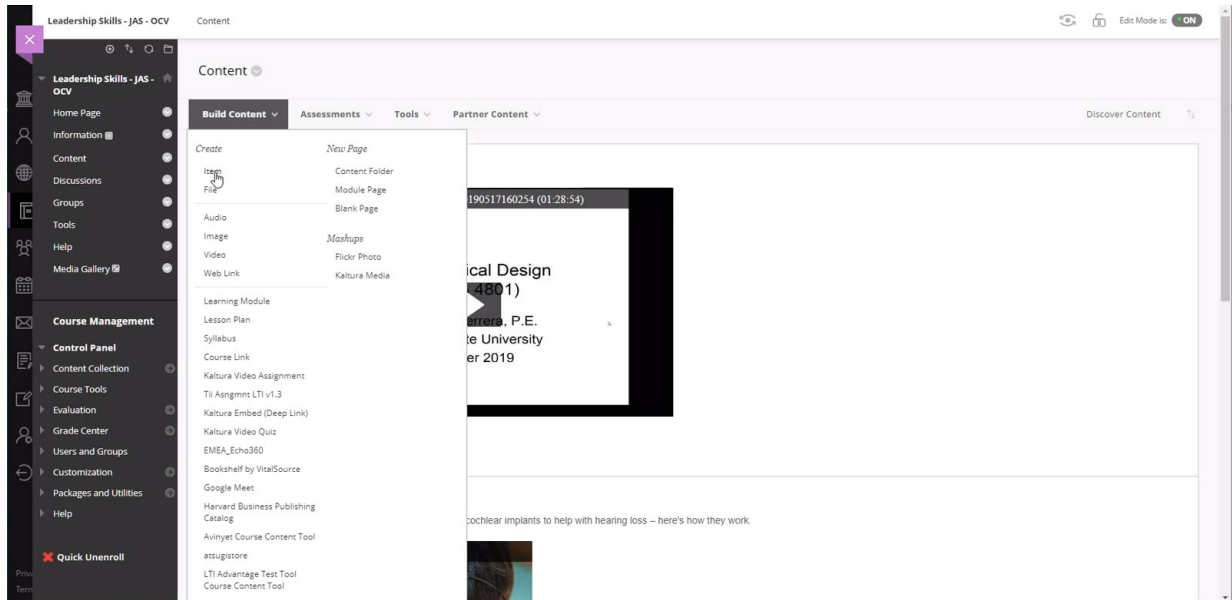 Leadership Skills - JAS - OCV
Content
Edit Mode is:
ON
Leadership Skills - JAS -
OCV
Home Page
Information
Content
Discussions
Groups
Tools
Help
Media Gallery
Course Management
Control Panel
Content Collection
Course Tools
Evaluation
Grade Center
Users and Groups
Customization
Packages and Utilities
Help
Quick Unenroll
Content
Build Content
Assessments
Tools
Partner Content
Discover Content
Create
Item
File
Audio
Image
Video
Web Link
Learning Module
Lesson Plan
Syllabus
Course Link
Kaltura Video Assignment
Tii Asngmnt LTI v1.3
Kaltura Embed (Deep Link)
Kaltura Video Quiz
EMEA_Echo360
Bookshelf by VitalSource
Google Meet
Harvard Business Publishing
Catalog
Avinyet Course Content Tool
atsugistore
LTI Advantage Test Tool
Course Content Tool
New Page
Content Folder
Module Page
Blank Page
Mashups
Flickr Photo
Kaltura Media
190517160254 (01:28:54)
ical Design
4801)
errera, P.E.
te University
er 2019
cochlear implants to help with hearing loss – here's how they work.